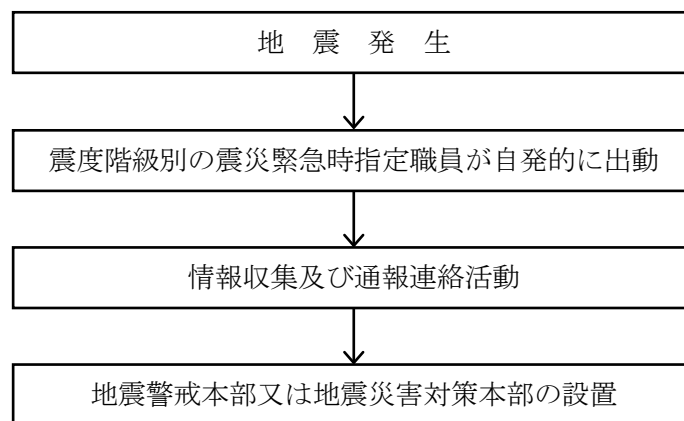 地　震　発　生
震度階級別の震災緊急時指定職員が自発的に出動
情報収集及び通報連絡活動
地震警戒本部又は地震災害対策本部の設置